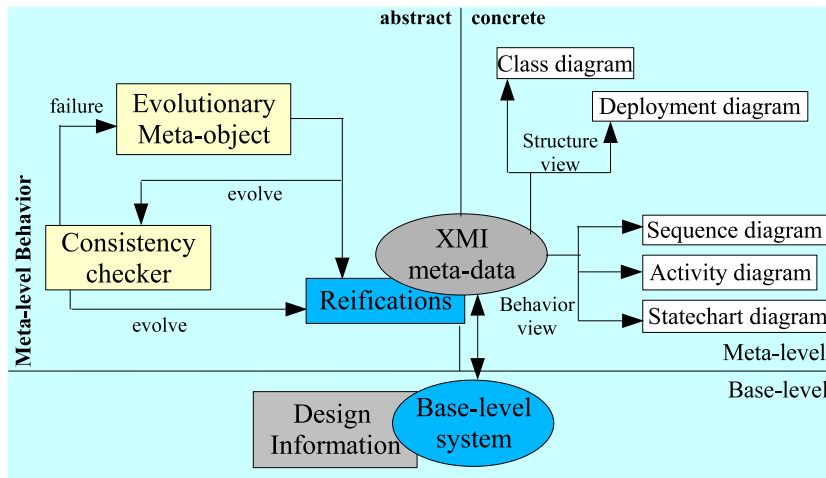 abstract concrete
Class diagram
Deployment diagram
Structure
view
failure
Evolutionary
Meta-object
evolve
Consistency
checker
XMI
meta-data
Sequence diagram
Activity diagram
Statechart diagram
Reifications
Behavior
view
evolve
Meta-level Behavior
Meta-level
Base-level
Design
Information
Base-level
system